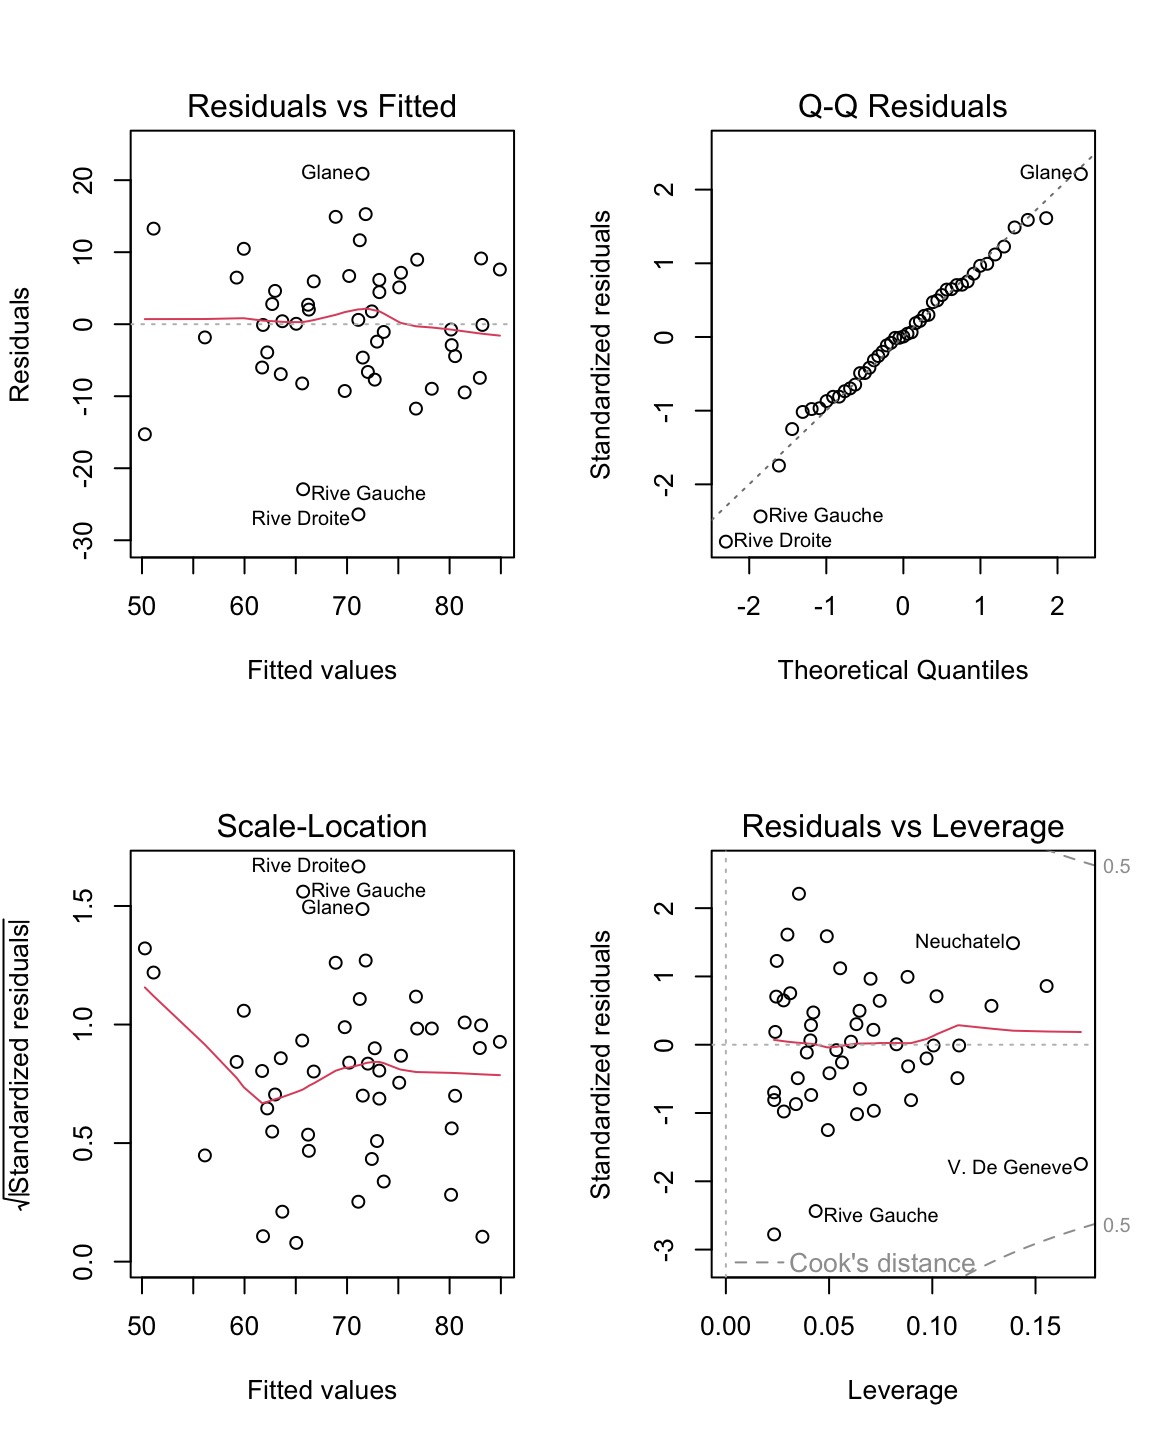 Residuals vs Fitted
Residuals
20
10
0
-10
-20
-30
Glane
Rive Gauche
Rive Droite
50 60 70 80
Fitted values
Q-Q Residuals
Standardized residuals
2
1
0
-1
-2
Glane
Rive Gauche
Rive Droite
-2 -1 0 1 2
Theoretical Quantiles
Scale-Location
√|Standardized residuals|
1.5
1.0
0.5
0.0
Rive Droite
Rive Gauche
Glane
50 60 70 80
Fitted values
Residuals vs Leverage
Standardized residuals
2
1
0
-1
-2
-3
0.5
Neuchatel
V. De Geneve
Rive Gauche
0.5
Cook's distance
0.00 0.05 0.10 0.15
Leverage